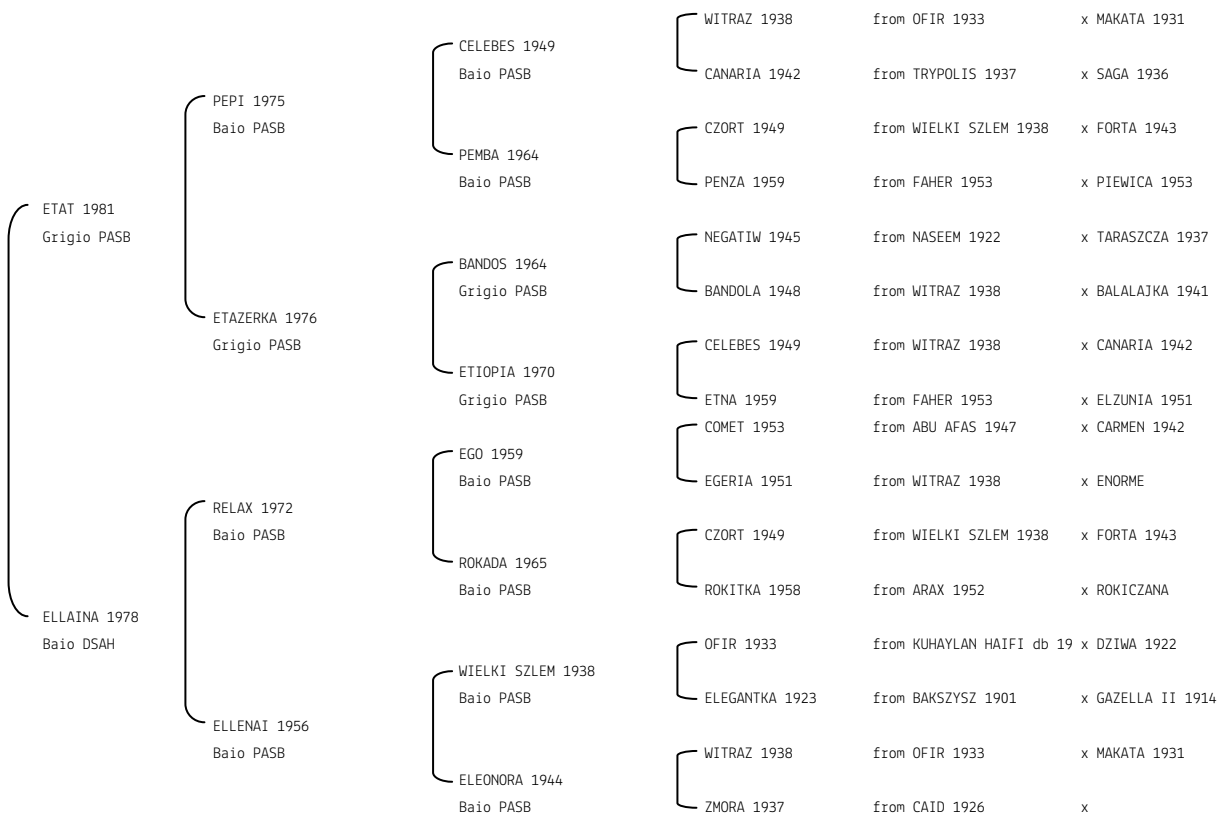 WITRAZ 1938 from OFIR 1933 x MAKATA 1931
CELEBES 1949
Baio PASB
CANARIA 1942 from TRYPOLIS 1937 x SAGA 1936
PEPI 1975
Baio PASB
CZORT 1949 from WIELKI SZLEM 1938 x FORTA 1943
PEMBA 1964
Baio PASB
PENZA 1959 from FAHER 1953 x PIEWICA 1953
ETAT 1981
Grigio PASB
NEGATIW 1945 from NASEEM 1922 x TARASZCZA 1937
BANDOS 1964
Grigio PASB
BANDOLA 1948 from WITRAZ 1938 x BALALAJKA 1941
ETAZERKA 1976
Grigio PASB
CELEBES 1949 from WITRAZ 1938 x CANARIA 1942
ETIOPIA 1970
Grigio PASB
ETNA 1959 from FAHER 1953 x ELZUNIA 1951
COMET 1953 from ABU AFAS 1947 x CARMEN 1942
EGO 1959
Baio PASB
EGERIA 1951 from WITRAZ 1938 x ENORME
RELAX 1972
Baio PASB
CZORT 1949 from WIELKI SZLEM 1938 x FORTA 1943
ROKADA 1965
Baio PASB
ROKITKA 1958 from ARAX 1952 x ROKICZANA
ELLAINA 1978
Baio DSAH
OFIR 1933 from KUHAYLAN HAIFI db 19 x DZIWA 1922
WIELKI SZLEM 1938
Baio PASB
ELEGANTKA 1923 from BAKSZYSZ 1901 x GAZELLA II 1914
ELLENAI 1956
Baio PASB
WITRAZ 1938 from OFIR 1933 x MAKATA 1931
ELEONORA 1944
Baio PASB
ZMORA 1937 from CAID 1926 x